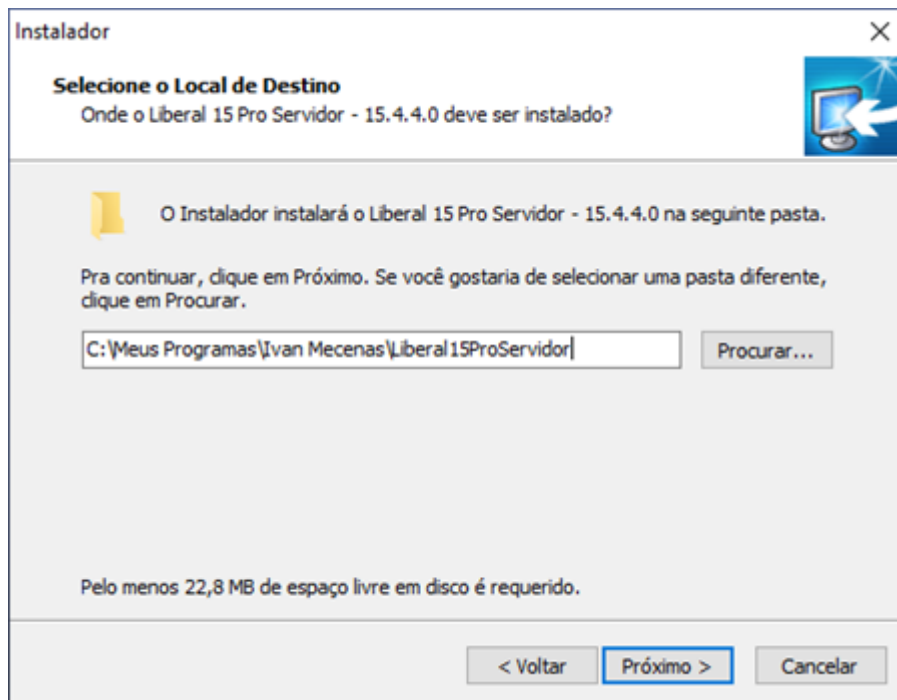 Instalador
Selecione o Local de Destino
Onde o Liberal 15 Pro Servidor - 15.4.4.0 deve ser instalado?
O Instalador instalará o Liberal 15 Pro Servidor - 15.4.4.0 na seguinte pasta.
Pra continuar, clique em Próximo. Se você gostaria de selecionar uma pasta diferente,
clique em Procurar.
C:\Meus Programas\Ivan Mecenas\Liberal15ProServidor
Procurar...
Pelo menos 22,8 MB de espaço livre em disco é requerido.
< Voltar
Próximo >
Cancelar